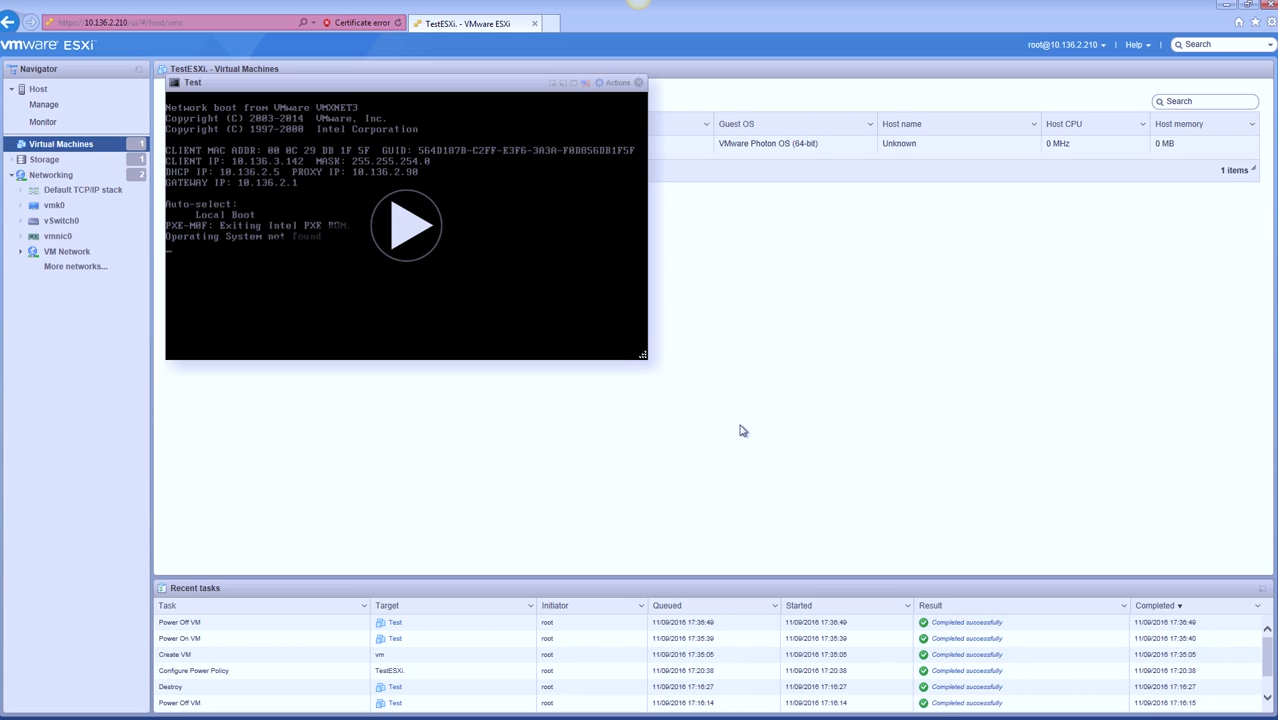 https://10.136.2.210/ui/#/host/vms
Certificate error
TestESXi. - VMware ESXi
vmware ESXi
root@10.136.2.210
Help
Search
Navigator
TestESXi. - Virtual Machines
Host
Manage
Monitor
Virtual Machines 1
Storage 1
Networking 2
Default TCP/IP stack
vmk0
vSwitch0
vmnic0
VM Network
More networks...
Test
Actions
Network boot from VMware VMXNET3
Copyright (C) 2003-2014 VMware, Inc.
Copyright (C) 1997-2000 Intel Corporation
CLIENT MAC ADDR: 00 0C 29 DB 1F 5F GUID: 564D187B-C2FF-E3F6-3A3A-F0D856DB1F5F
CLIENT IP: 10.136.3.142 MASK: 255.255.254.0
DHCP IP: 10.136.2.5 PROXY IP: 10.136.2.90
GATEWAY IP: 10.136.2.1
Auto-select:
Local Boot
PXE-M0F: Exiting Intel PXE ROM.
Operating System not found
Search
Guest OS Host name Host CPU Host memory
VMware Photon OS (64-bit) Unknown 0 MHz 0 MB
1 items
Recent tasks
Task Target Initiator Queued Started Result Completed
Power Off VM Test root 11/09/2016 17:36:49 11/09/2016 17:36:49 Completed successfully 11/09/2016 17:36:49
Power On VM Test root 11/09/2016 17:35:39 11/09/2016 17:35:39 Completed successfully 11/09/2016 17:35:40
Create VM vm root 11/09/2016 17:35:05 11/09/2016 17:35:05 Completed successfully 11/09/2016 17:35:05
Configure Power Policy TestESXi. root 11/09/2016 17:20:38 11/09/2016 17:20:38 Completed successfully 11/09/2016 17:20:38
Destroy Test root 11/09/2016 17:16:27 11/09/2016 17:16:27 Completed successfully 11/09/2016 17:16:27
Power Off VM Test root 11/09/2016 17:16:14 11/09/2016 17:16:14 Completed successfully 11/09/2016 17:16:15